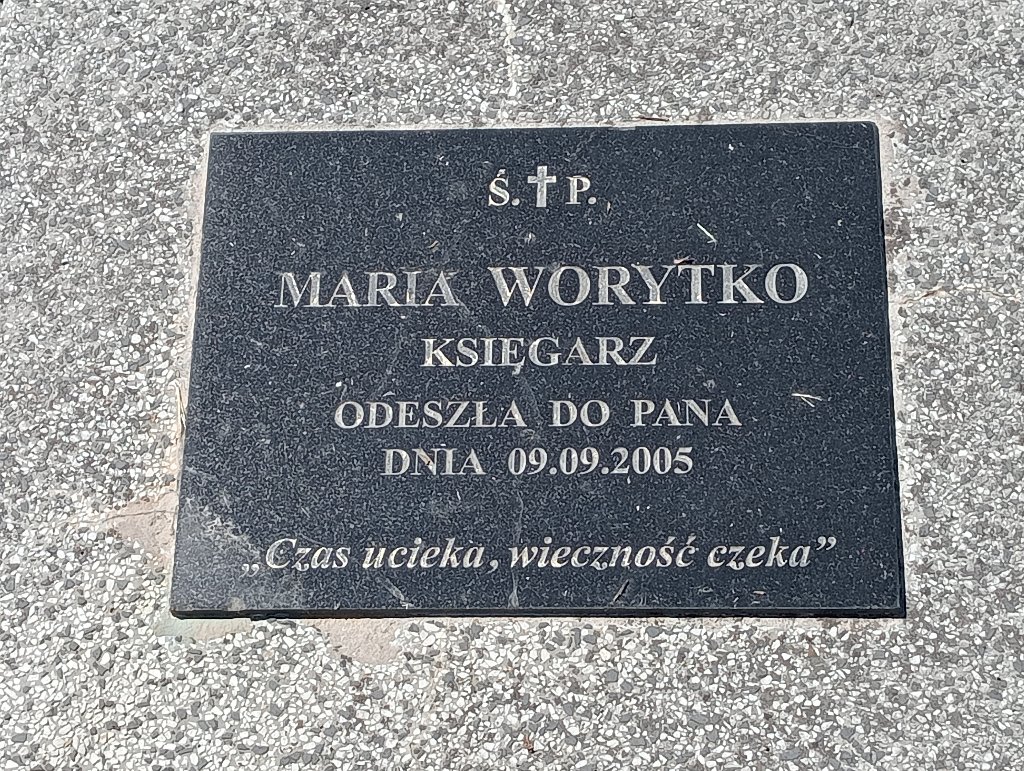 Ś. ✝ P.
MARIA WORYTKO
KSIĘGARZ
ODESZŁA DO PANA
DNIA 09.09.2005
„Czas ucieka, wieczność czeka”